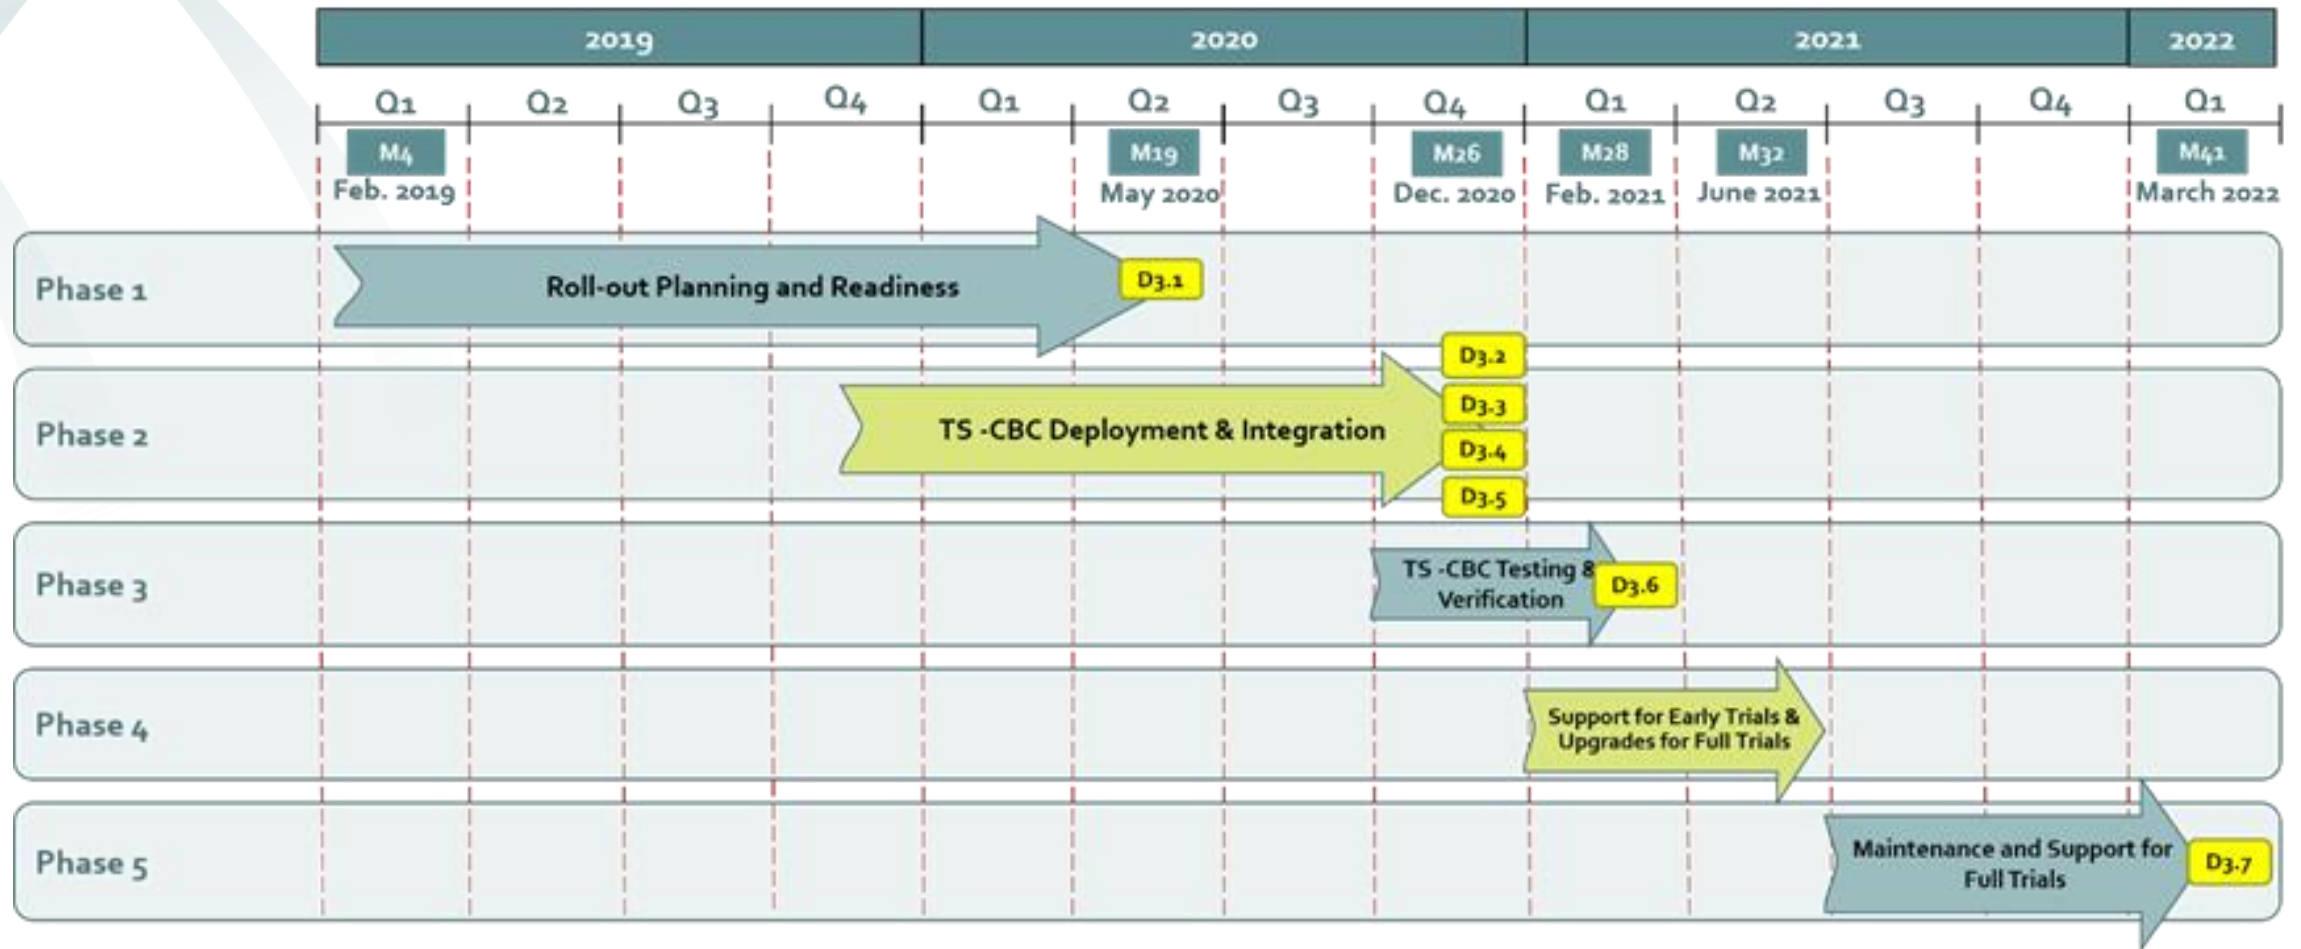 2019 2020 2021 2022
Q1 Q2 Q3 Q4 Q1 Q2 Q3 Q4 Q1 Q2 Q3 Q4 Q1
M4 M19 M26 M28 M32 M41
Feb. 2019 May 2020 Dec. 2020 Feb. 2021 June 2021 March 2022
Phase 1
Roll-out Planning and Readiness
D3.1
Phase 2
TS -CBC Deployment & Integration
D3.2
D3.3
D3.4
D3.5
Phase 3
TS -CBC Testing &
Verification
D3.6
Phase 4
Support for Early Trials &
Upgrades for Full Trials
Phase 5
Maintenance and Support for
Full Trials
D3.7